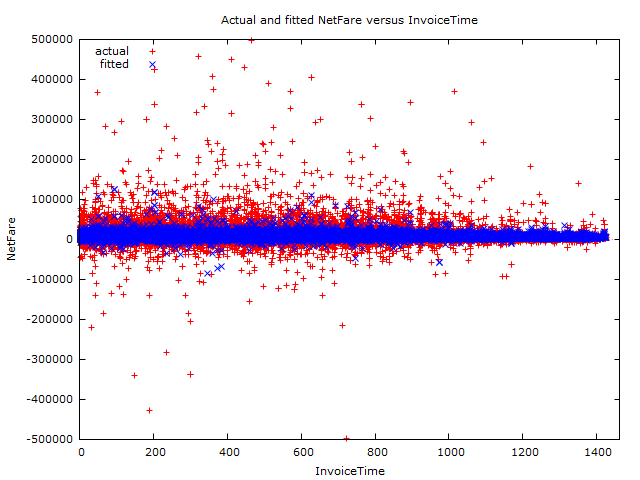 Actual and fitted NetFare versus InvoiceTime
500000
actual
fitted
400000
300000
200000
100000
NetFare
0
-100000
-200000
-300000
-400000
-500000
0 200 400 600 800 1000 1200 1400
InvoiceTime